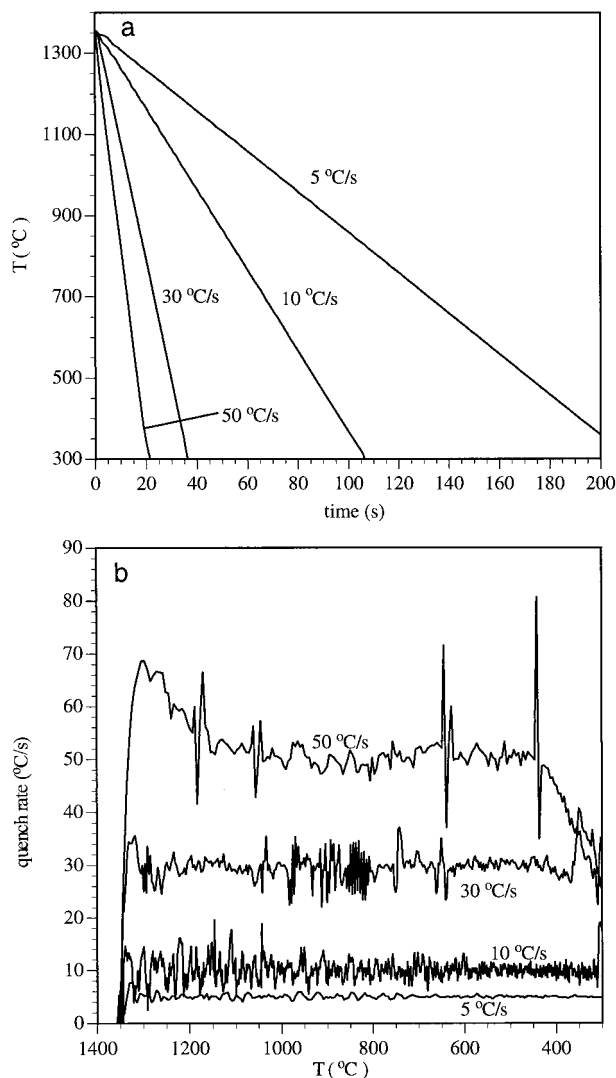 a
1300
1100
900
700
500
300
T ( °C )
5 °C/s
10 °C/s
30 °C/s
50 °C/s
0 20 40 60 80 100 120 140 160 180 200
time (s)
b
90
80
70
60
50
40
30
20
10
0
quench rate (°C/s)
50 °C/s
30 °C/s
10 °C/s
5 °C/s
1400 1200 1000 800 600 400
T ( °C )